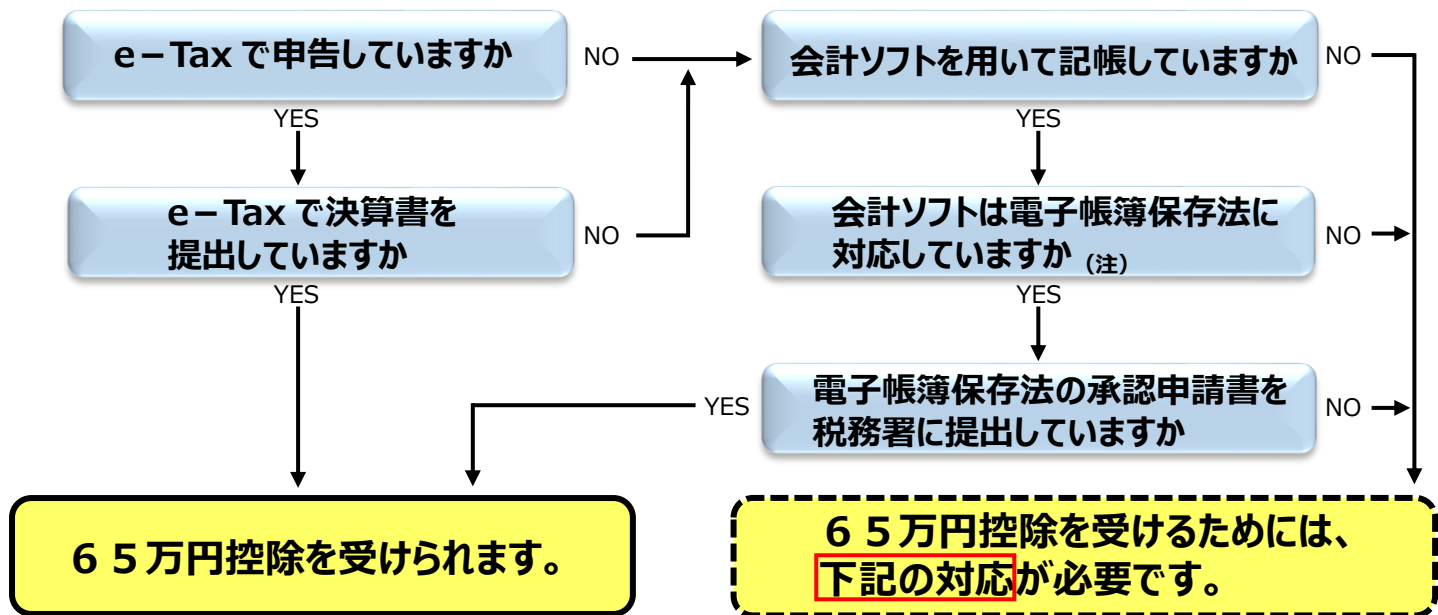 e－Tax で申告していますか
NO
会計ソフトを用いて記帳していますか
NO
YES
YES
e－Tax で決算書を
提出していますか
NO
会計ソフトは電子帳簿保存法に
対応していますか (注)
NO
YES
YES
電子帳簿保存法の承認申請書を
税務署に提出していますか
YES
NO
６５万円控除を受けられます。
６５万円控除を受けるためには、
下記の対応が必要です。